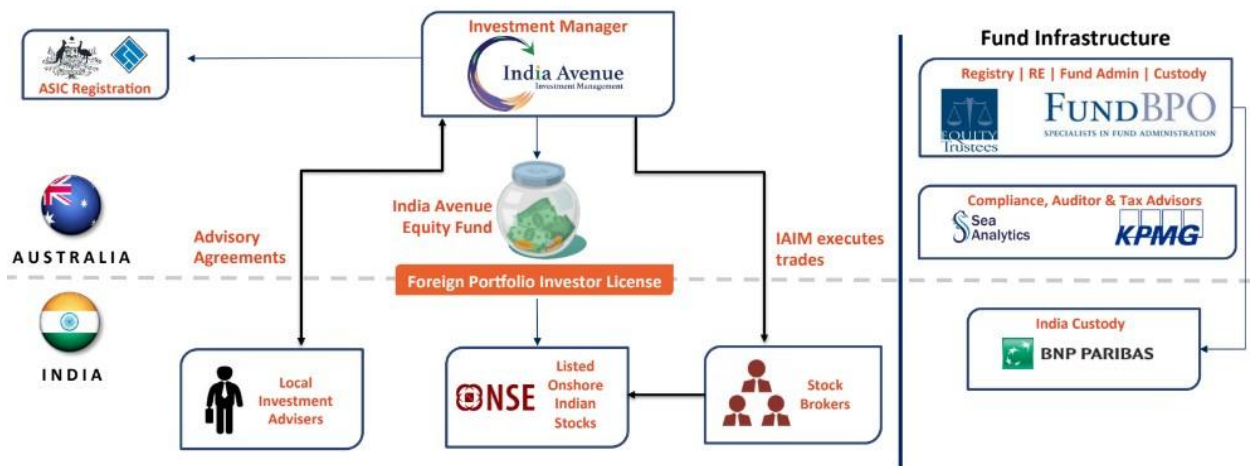 Investment Manager
India Avenue
Investment Management
ASIC Registration
AUSTRALIA
INDIA
Advisory
Agreements
India Avenue
Equity Fund
IAIM executes
trades
Foreign Portfolio Investor License
Local
Investment
Advisers
NSE
Listed
Onshore
Indian
Stocks
Stock
Brokers
Fund Infrastructure
Registry | RE | Fund Admin | Custody
EQUITY
Trustees
FUNDBPO
SPECIALISTS IN FUND ADMINISTRATION
Compliance, Auditor & Tax Advisors
Sea
Analytics
KPMG
India Custody
BNP PARIBAS